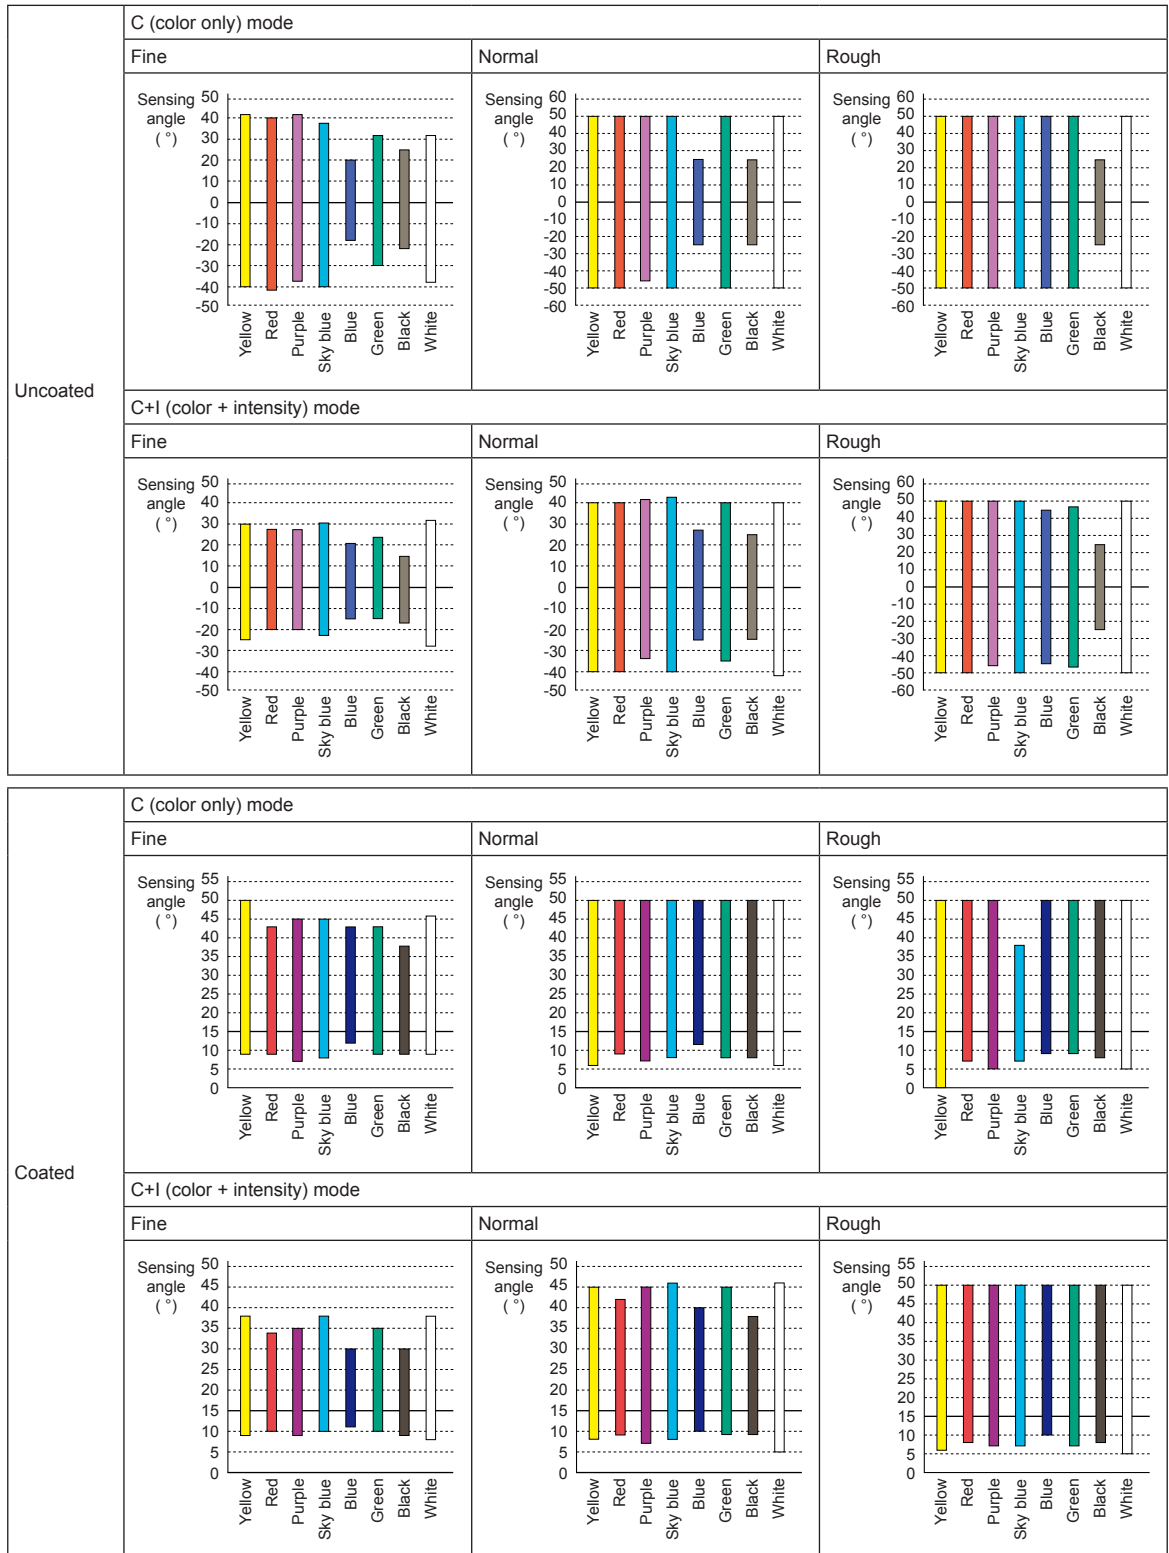 Uncoated
C (color only) mode
Fine
Normal
Rough
Sensing angle ( °)
50
40
30
20
10
0
-10
-20
-30
-40
-50
Yellow
Red
Purple
Sky blue
Blue
Green
Black
White
Sensing angle ( °)
60
50
40
30
20
10
0
-10
-20
-30
-40
-50
-60
Yellow
Red
Purple
Sky blue
Blue
Green
Black
White
Sensing angle ( °)
60
50
40
30
20
10
0
-10
-20
-30
-40
-50
-60
Yellow
Red
Purple
Sky blue
Blue
Green
Black
White
C+I (color + intensity) mode
Fine
Normal
Rough
Sensing angle ( °)
50
40
30
20
10
0
-10
-20
-30
-40
-50
Yellow
Red
Purple
Sky blue
Blue
Green
Black
White
Sensing angle ( °)
50
40
30
20
10
0
-10
-20
-30
-40
-50
Yellow
Red
Purple
Sky blue
Blue
Green
Black
White
Sensing angle ( °)
60
50
40
30
20
10
0
-10
-20
-30
-40
-50
-60
Yellow
Red
Purple
Sky blue
Blue
Green
Black
White
Coated
C (color only) mode
Fine
Normal
Rough
Sensing angle ( °)
55
50
45
40
35
30
25
20
15
10
5
0
Yellow
Red
Purple
Sky blue
Blue
Green
Black
White
Sensing angle ( °)
55
50
45
40
35
30
25
20
15
10
5
0
Yellow
Red
Purple
Sky blue
Blue
Green
Black
White
Sensing angle ( °)
55
50
45
40
35
30
25
20
15
10
5
0
Yellow
Red
Purple
Sky blue
Blue
Green
Black
White
C+I (color + intensity) mode
Fine
Normal
Rough
Sensing angle ( °)
50
45
40
35
30
25
20
15
10
5
0
Yellow
Red
Purple
Sky blue
Blue
Green
Black
White
Sensing angle ( °)
50
45
40
35
30
25
20
15
10
5
0
Yellow
Red
Purple
Sky blue
Blue
Green
Black
White
Sensing angle ( °)
55
50
45
40
35
30
25
20
15
10
5
0
Yellow
Red
Purple
Sky blue
Blue
Green
Black
White